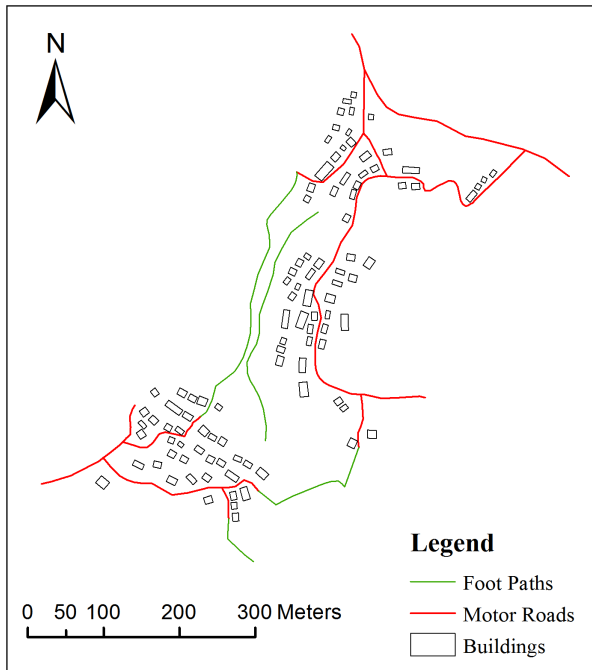 N
Legend
Foot Paths
Motor Roads
Buildings
0 50 100 200 300 Meters